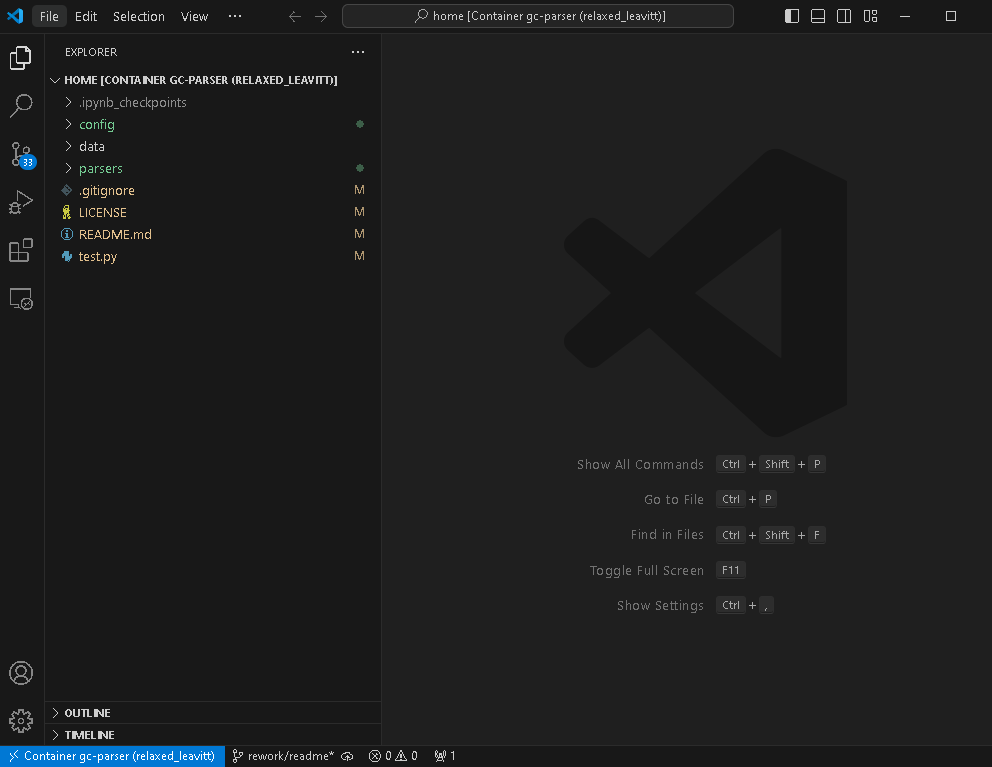 File Edit Selection View ··· home [Container gc-parser (relaxed_leavitt)]
EXPLORER ···
HOME [CONTAINER GC-PARSER (RELAXED_LEAVITT)]
.ipynb_checkpoints
config
data
parsers
.gitignore M
LICENSE M
README.md M
test.py M
33
Show All Commands Ctrl + Shift + P
Go to File Ctrl + P
Find in Files Ctrl + Shift + F
Toggle Full Screen F11
Show Settings Ctrl + ,
OUTLINE
TIMELINE
Container gc-parser (relaxed_leavitt) rework/readme* 0 0 1